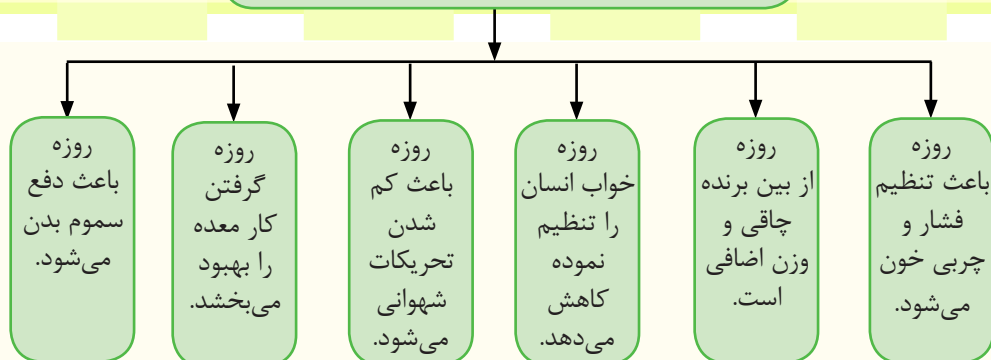 روزه
باعث تنظیم
فشار و
چربی خون
می‌شود.
روزه
از بین برنده
چاقی و
وزن اضافی
است.
روزه
خواب انسان
را تنظیم
نموده
کاهش
می‌دهد.
روزه
باعث کم
شدن
تحریکات
شهوانی
می‌شود.
روزه
گرفتن
کار معده
را بهبود
می‌بخشد.
روزه
باعث دفع
سموم بدن
می‌شود.